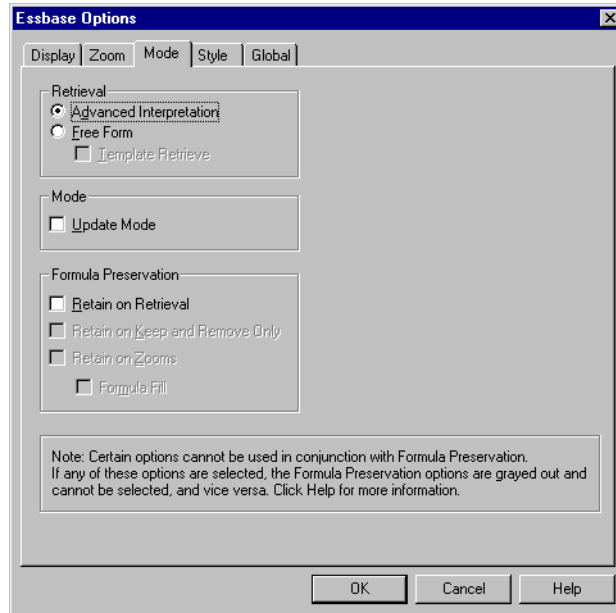 Essbase Options
Display Zoom Mode Style Global
Retrieval
Advanced Interpretation
Free Form
Template Retrieve
Mode
Update Mode
Formula Preservation
Retain on Retrieval
Retain on Keep and Remove Only
Retain on Zooms
Formula Fill
Note: Certain options cannot be used in conjunction with Formula Preservation.
If any of these options are selected, the Formula Preservation options are grayed out and
cannot be selected, and vice versa. Click Help for more information.
OK Cancel Help